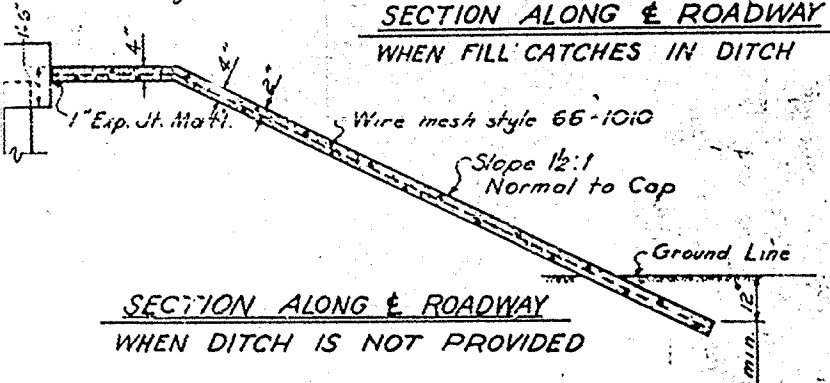 SECTION ALONG ℄ ROADWAY
WHEN FILL CATCHES IN DITCH
1'-5"
4"
4"
2"
1" Exp. Jt. Mat'l.
Wire mesh style 66-1010
Slope 1½:1
Normal to Cap
Ground Line
min. 12"
SECTION ALONG ℄ ROADWAY
WHEN DITCH IS NOT PROVIDED